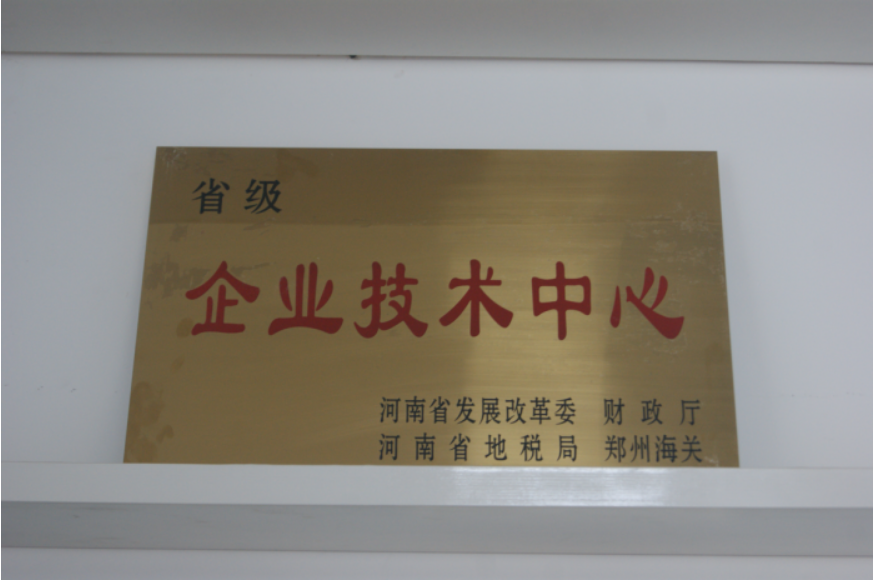 省级
企业技术中心
河南省发展改革委 财政厅
河南省地税局 郑州海关